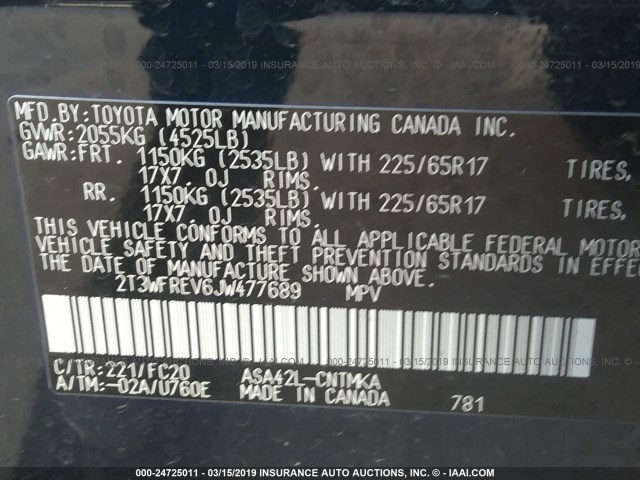 000-24725011 - 03/15/2019 INSURANCE AUTO AUCTIONS, INC. - IAAI.COM
MFD.BY:TOYOTA MOTOR MANUFACTURING CANADA INC.
GVWR:2055KG (4525LB)
GAWR:FRT. 1150KG (2535LB) WITH 225/65R17 TIRES,
17X7.0J RIMS.
RR. 1150KG (2535LB) WITH 225/65R17 TIRES,
17X7.0J RIMS.
THIS VEHICLE CONFORMS TO ALL APPLICABLE FEDERAL MOTOR
VEHICLE SAFETY AND THEFT PREVENTION STANDARDS IN EFFE
THE DATE OF MANUFACTURE SHOWN ABOVE.
2T3WFREV6JW477689 MPV
C/TR:221/FC20 ASA42L-CNTMKA
A/TM:-02A/U760E MADE IN CANADA 781
000-24725011 - 03/15/2019 INSURANCE AUTO AUCTIONS, INC. - IAAI.COM